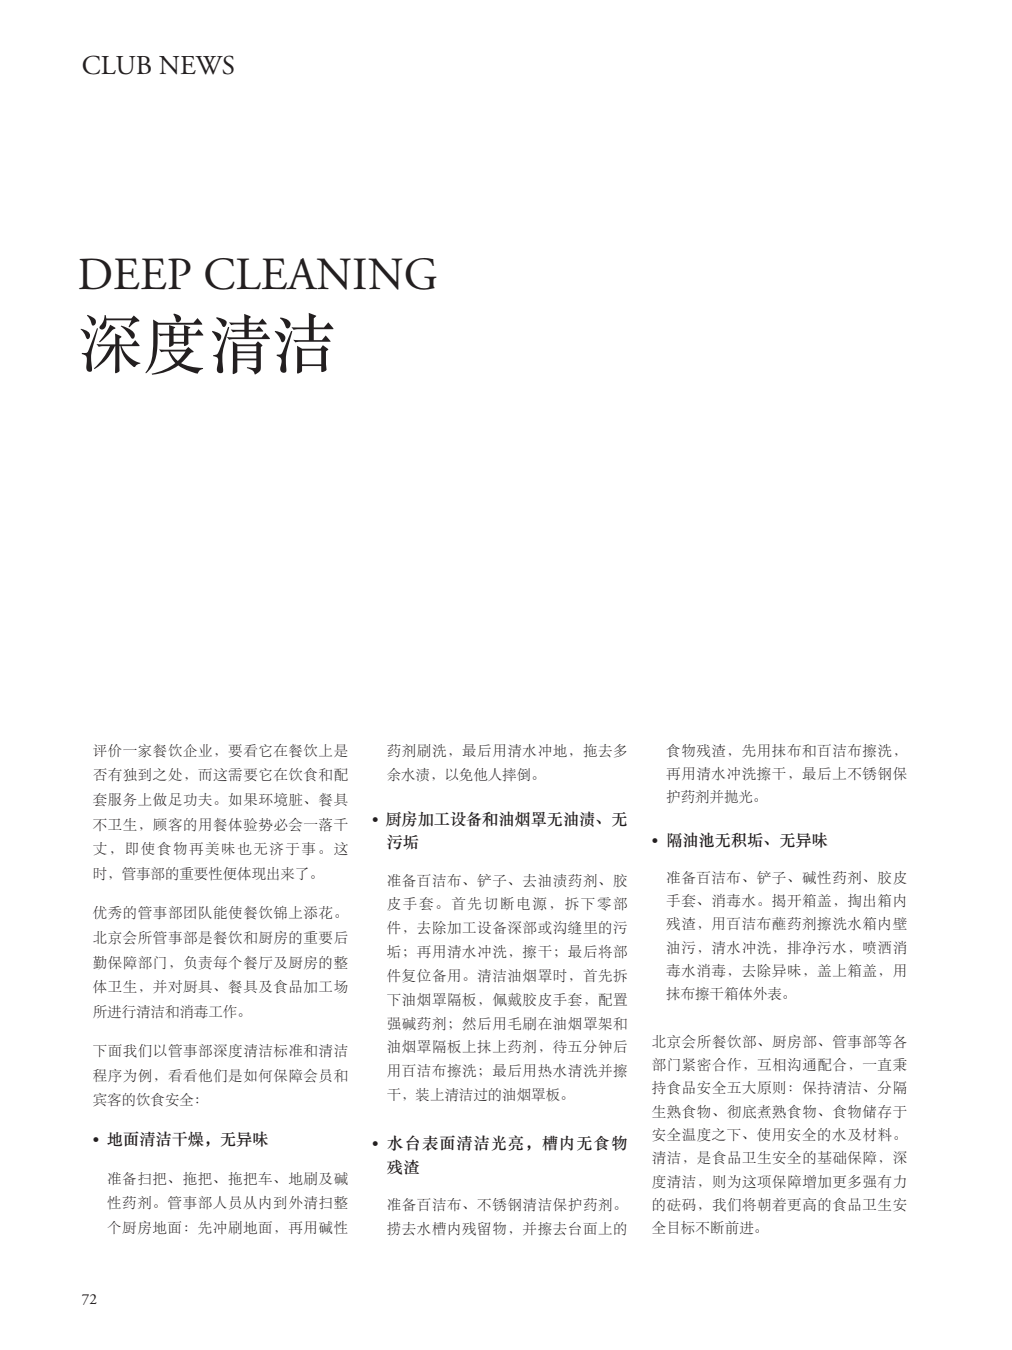 CLUB NEWS
DEEP CLEANING
深度清洁
评价一家餐饮企业，要看它在餐饮上是
否有独到之处，而这需要它在饮食和配
套服务上做足功夫。如果环境脏、餐具
不卫生，顾客的用餐体验势必会一落千
丈，即使食物再美味也无济于事。这
时，管事部的重要性便体现出来了。
优秀的管事部团队能使餐饮锦上添花。
北京会所管事部是餐饮和厨房的重要后
勤保障部门，负责每个餐厅及厨房的整
体卫生，并对厨具、餐具及食品加工场
所进行清洁和消毒工作。
下面我们以管事部深度清洁标准和清洁
程序为例，看看他们是如何保障会员和
宾客的饮食安全：
• 地面清洁干燥，无异味
准备扫把、拖把、拖把车、地刷及碱
性药剂。管事部人员从内到外清扫整
个厨房地面：先冲刷地面，再用碱性
药剂刷洗，最后用清水冲地，拖去多
余水渍，以免他人摔倒。
• 厨房加工设备和油烟罩无油渍、无
污垢
准备百洁布、铲子、去油渍药剂、胶
皮手套。首先切断电源，拆下零部
件，去除加工设备深部或沟缝里的污
垢；再用清水冲洗，擦干；最后将部
件复位备用。清洁油烟罩时，首先拆
下油烟罩隔板，佩戴胶皮手套，配置
强碱药剂；然后用毛刷在油烟罩架和
油烟罩隔板上抹上药剂，待五分钟后
用百洁布擦洗；最后用热水清洗并擦
干，装上清洁过的油烟罩板。
• 水台表面清洁光亮，槽内无食物
残渣
准备百洁布、不锈钢清洁保护药剂。
捞去水槽内残留物，并擦去台面上的
食物残渣，先用抹布和百洁布擦洗，
再用清水冲洗擦干，最后上不锈钢保
护药剂并抛光。
• 隔油池无积垢、无异味
准备百洁布、铲子、碱性药剂、胶皮
手套、消毒水。揭开箱盖，掏出箱内
残渣，用百洁布蘸药剂擦洗水箱内壁
油污，清水冲洗，排净污水，喷洒消
毒水消毒，去除异味，盖上箱盖，用
抹布擦干箱体外表。
北京会所餐饮部、厨房部、管事部等各
部门紧密合作，互相沟通配合，一直秉
持食品安全五大原则：保持清洁、分隔
生熟食物、彻底煮熟食物、食物储存于
安全温度之下、使用安全的水及材料。
清洁，是食品卫生安全的基础保障，深
度清洁，则为这项保障增加更多强有力
的砝码，我们将朝着更高的食品卫生安
全目标不断前进。
72